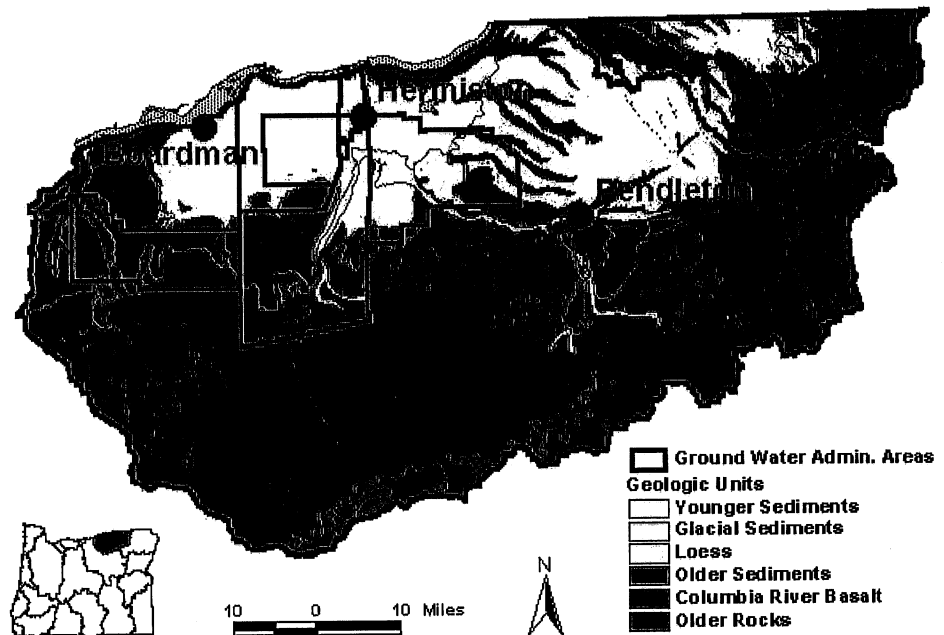 Hermiston
Boardman
Pendleton
Ground Water Admin. Areas
Geologic Units
Younger Sediments
Glacial Sediments
Loess
Older Sediments
Columbia River Basalt
Older Rocks
N
10 0 10 Miles